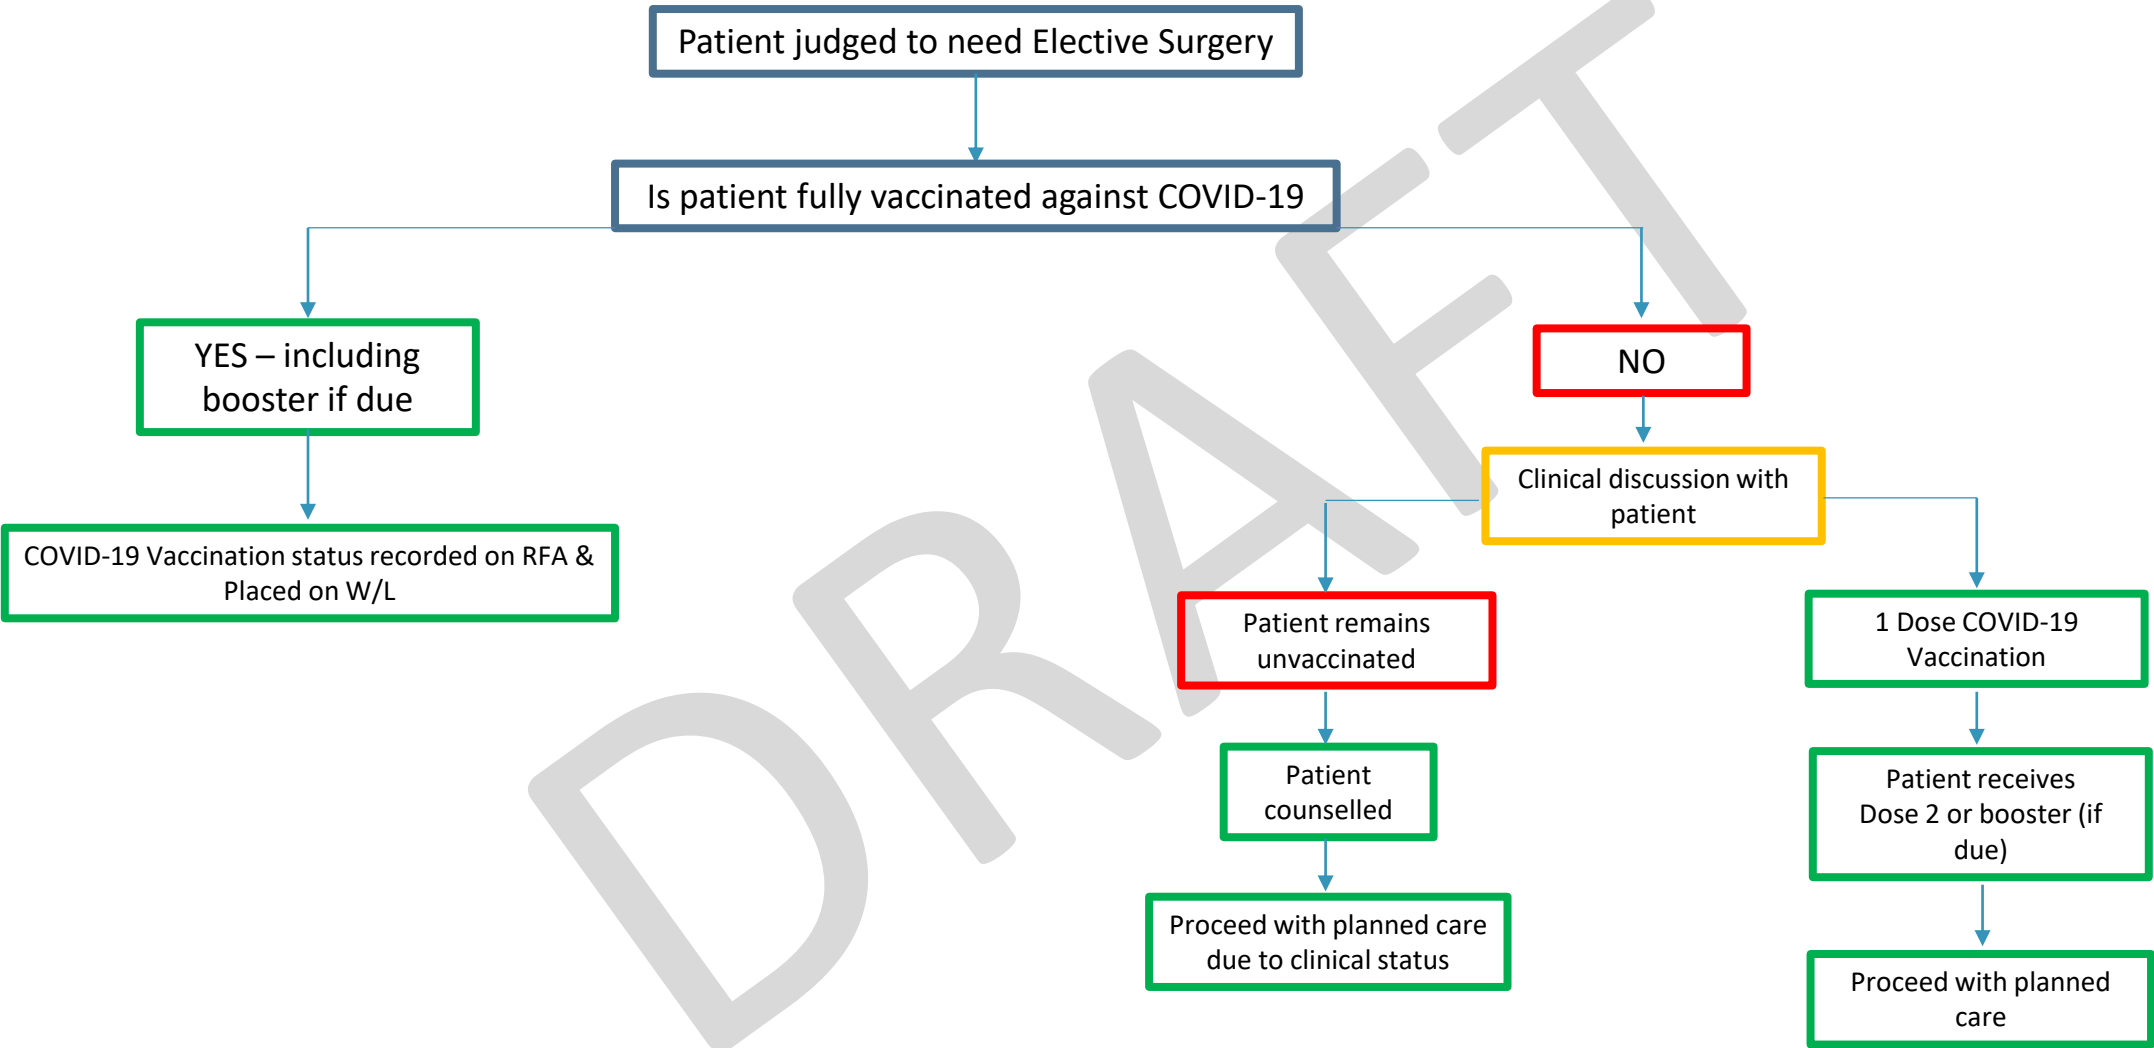 Patient judged to need Elective Surgery
Is patient fully vaccinated against COVID-19
YES – including
booster if due
NO
Clinical discussion with
patient
COVID-19 Vaccination status recorded on RFA &
Placed on W/L
Patient remains
unvaccinated
1 Dose COVID-19
Vaccination
Patient
counselled
Patient receives
Dose 2 or booster (if
due)
Proceed with planned care
due to clinical status
Proceed with planned
care
DRAFT